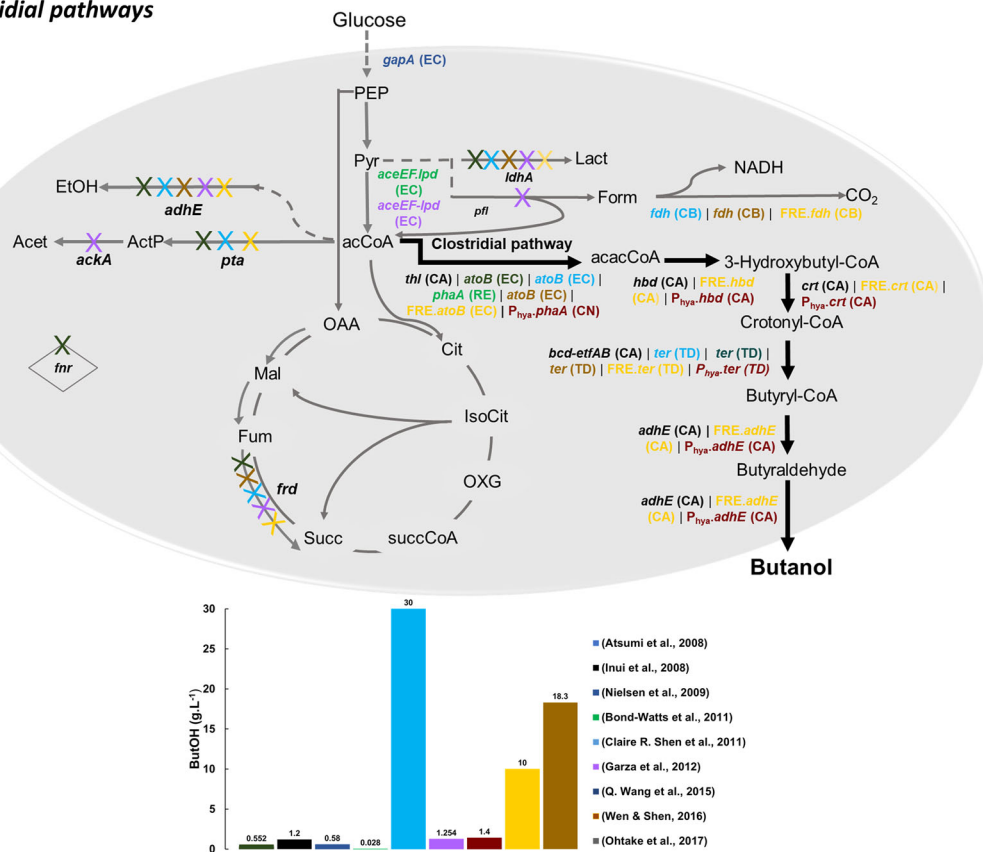 idial pathways
Glucose
gapA (EC)
PEP
Pyr
aceEF.lpd
(EC)
aceEF-lpd
(EC)
ldhA
Lact
pfl
Form
NADH
CO2
fdh (CB) | fdh (CB) | FRE.fdh (CB)
EtOH
adhE
Acet
ackA
ActP
pta
acCoA
Clostridial pathway
acacCoA
3-Hydroxybutyl-CoA
thl (CA) | atoB (EC) | atoB (EC) |
phaA (RE) | atoB (EC) |
FRE.atoB (EC) | Phya.phaA (CN)
hbd (CA) | FRE.hbd
(CA) | Phya.hbd (CA)
crt (CA) | FRE.crt (CA) |
Phya.crt (CA)
Crotonyl-CoA
bcd-etfAB (CA) | ter (TD) | ter (TD) |
ter (TD) | FRE.ter (TD) | Phya.ter (TD)
Butyryl-CoA
adhE (CA) | FRE.adhE
(CA) | Phya.adhE (CA)
Butyraldehyde
adhE (CA) | FRE.adhE
(CA) | Phya.adhE (CA)
Butanol
fnr
OAA
Cit
Mal
IsoCit
Fum
OXG
frd
Succ
succCoA
ButOH (g.L-1)
30
25
20
15
10
5
0
0.552
1.2
0.58
0.028
30
1.254
1.4
10
18.3
(Atsumi et al., 2008)
(Inui et al., 2008)
(Nielsen et al., 2009)
(Bond-Watts et al., 2011)
(Claire R. Shen et al., 2011)
(Garza et al., 2012)
(Q. Wang et al., 2015)
(Wen & Shen, 2016)
(Ohtake et al., 2017)